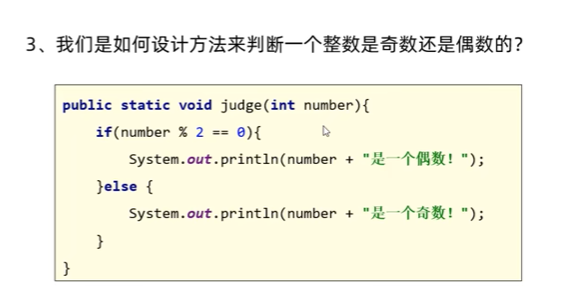 3、我们是如何设计方法来判断一个整数是奇数还是偶数的？
public static void judge(int number){
if(number % 2 == 0){
System.out.println(number + "是一个偶数！");
}else {
System.out.println(number + "是一个奇数！");
}
}